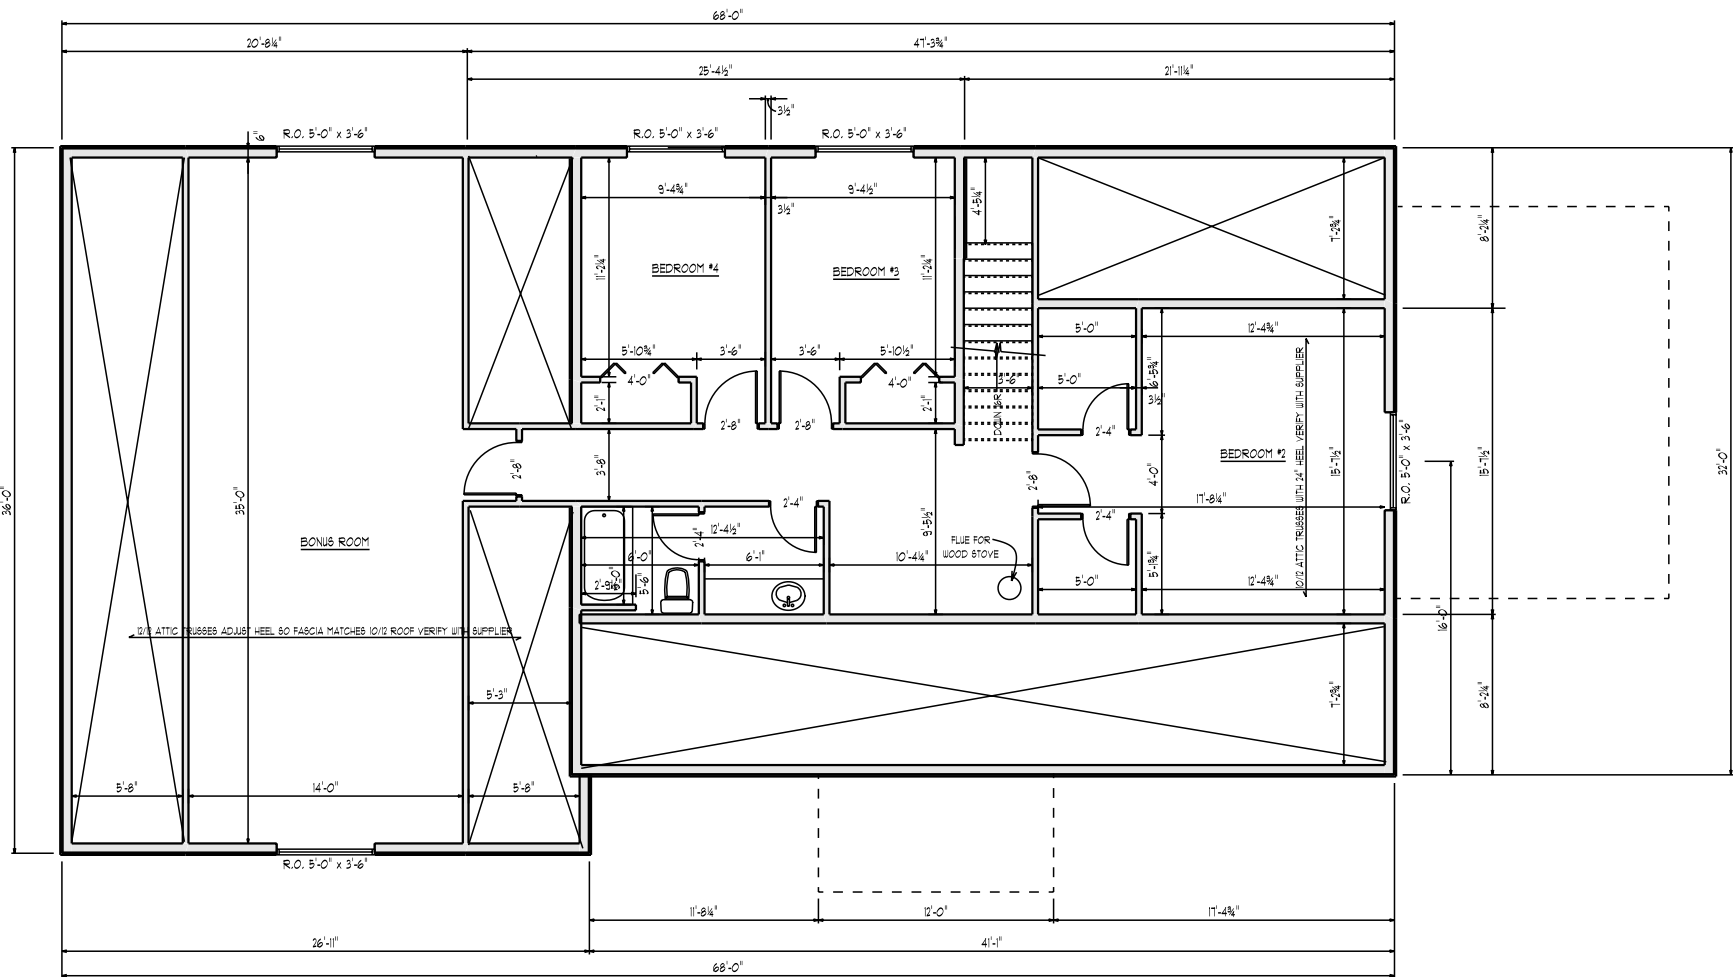 68'-0"
20'-8¼" 47'-3¾"
25'-4½" 21'-11¼"
3½"
R.O. 5'-0" x 3'-6" R.O. 5'-0" x 3'-6" R.O. 5'-0" x 3'-6"
6"
9'-4¾" 9'-4½"
3½"
4'-5¼"
7'-2¾"
8'-2¼"
BEDROOM #4 BEDROOM #3
11'-2¼" 11'-2¼"
5'-0" 12'-4¾"
5'-10¾" 3'-6" 3'-6" 5'-10½"
4'-0" 4'-0"
3'-6" 5'-0"
6'-5¾"
3½"
2'-1" 2'-1"
DOWN 16R
2'-8" 2'-8" 2'-4"
BEDROOM #2
R.O. 5'-0" x 3'-6"
10/12 ATTIC TRUSSES WITH 24" HEEL VERIFY WITH SUPPLIER
15'-7½" 15'-7½"
32'-0"
2'-8" 3'-8" 2'-8" 4'-0"
36'-0" 35'-0"
17'-8¼"
2'-4" 2'-4"
12'-4½" 2'-4"
9'-5½"
BONUS ROOM
FLUE FOR
WOOD STOVE
6'-0" 6'-1" 10'-4¼"
5'-1¾"
5'-0" 12'-4¾"
5'-0" 5'-6"
16'-0"
12/12 ATTIC TRUSSES ADJUST HEEL SO FASCIA MATCHES 10/12 ROOF VERIFY WITH SUPPLIER
5'-3"
7'-2¾"
8'-2¼"
5'-8" 14'-0" 5'-8"
R.O. 5'-0" x 3'-6"
11'-8¼" 12'-0" 17'-4¾"
26'-11" 41'-1"
68'-0"